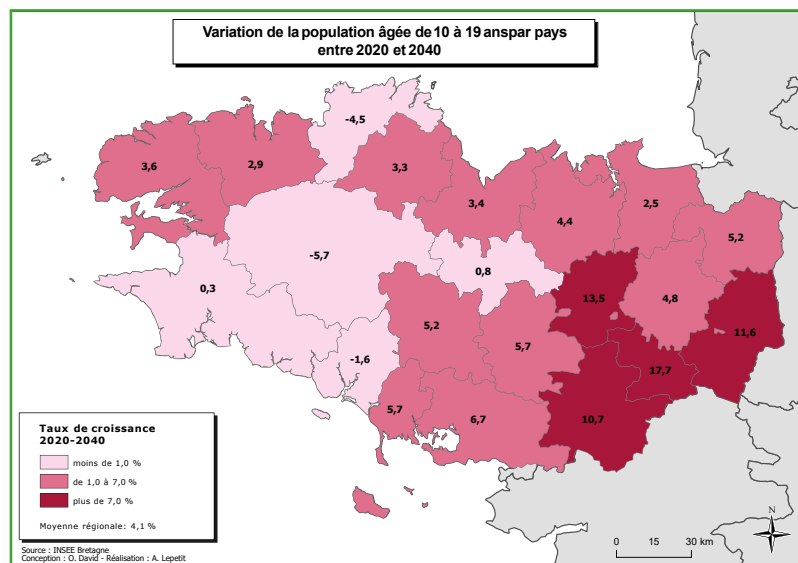 Variation de la population âgée de 10 à 19 anspar pays
entre 2020 et 2040
-4,5
3,6
2,9
3,3
3,4
4,4
2,5
5,2
-5,7
0,8
0,3
13,5
4,8
11,6
5,2
5,7
-1,6
17,7
5,7
6,7
10,7
Taux de croissance
2020-2040
moins de 1,0 %
de 1,0 à 7,0 %
plus de 7,0 %
Moyenne régionale: 4,1 %
N
0 15 30 km
Source : INSEE Bretagne
Conception : O. David - Réalisation : A. Lepetit